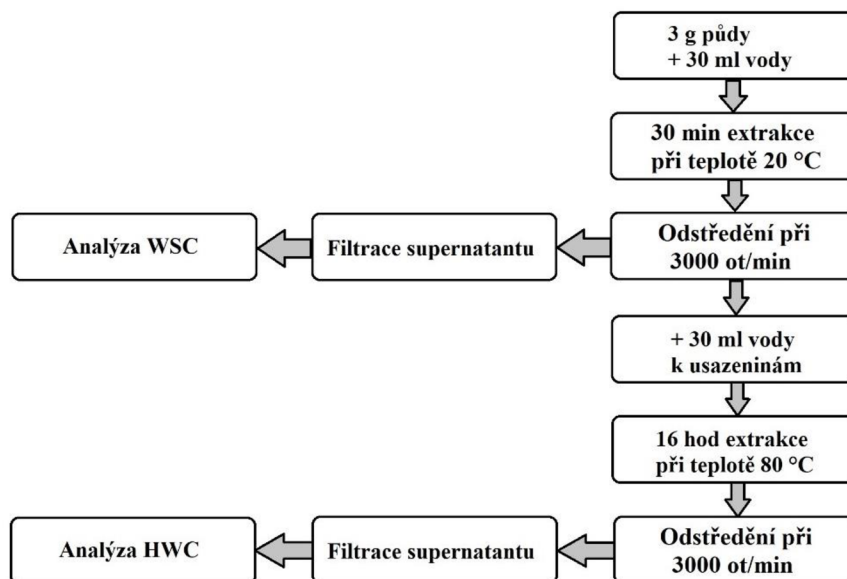 3 g půdy
+ 30 ml vody
30 min extrakce
při teplotě 20 °C
Analýza WSC
Filtrace supernatantu
Odstředění při
3000 ot/min
+ 30 ml vody
k usazeninám
16 hod extrakce
při teplotě 80 °C
Analýza HWC
Filtrace supernatantu
Odstředění při
3000 ot/min